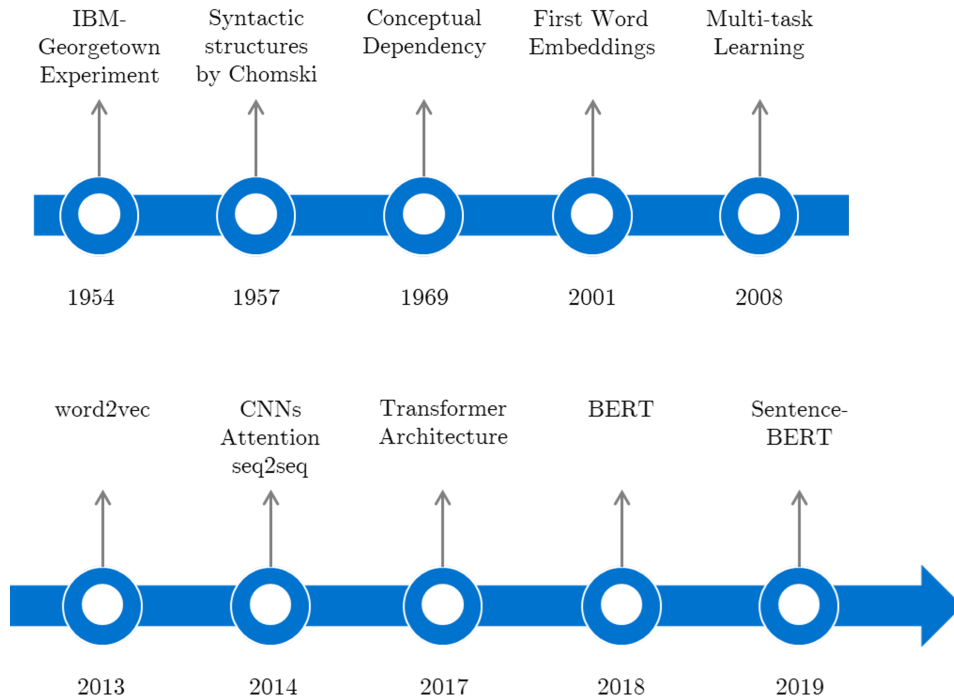 IBM-
Georgetown
Experiment
Syntactic
structures
by Chomski
Conceptual
Dependency
First Word
Embeddings
Multi-task
Learning
1954
1957
1969
2001
2008
word2vec
CNNs
Attention
seq2seq
Transformer
Architecture
BERT
Sentence-
BERT
2013
2014
2017
2018
2019